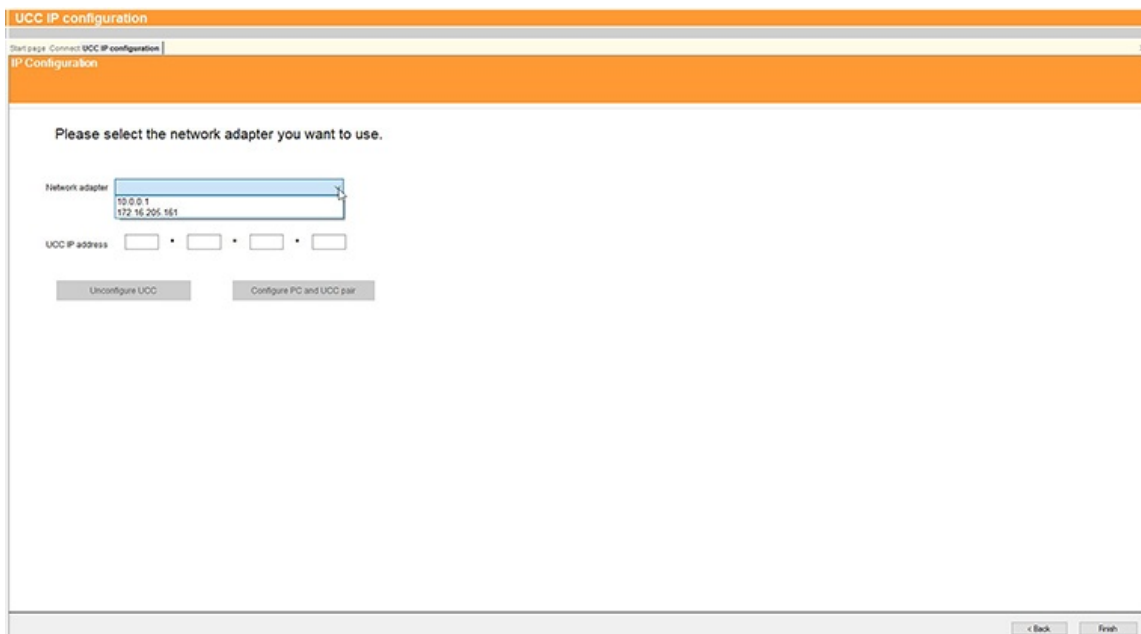 UCC IP configuration
Start page Connect UCC IP configuration
IP Configuration
Please select the network adapter you want to use.
Network adapter
10.0.0.1
172.16.205.161
UCC IP address
Unconfigure UCC Configure PC and UCC pair
< Back Finish